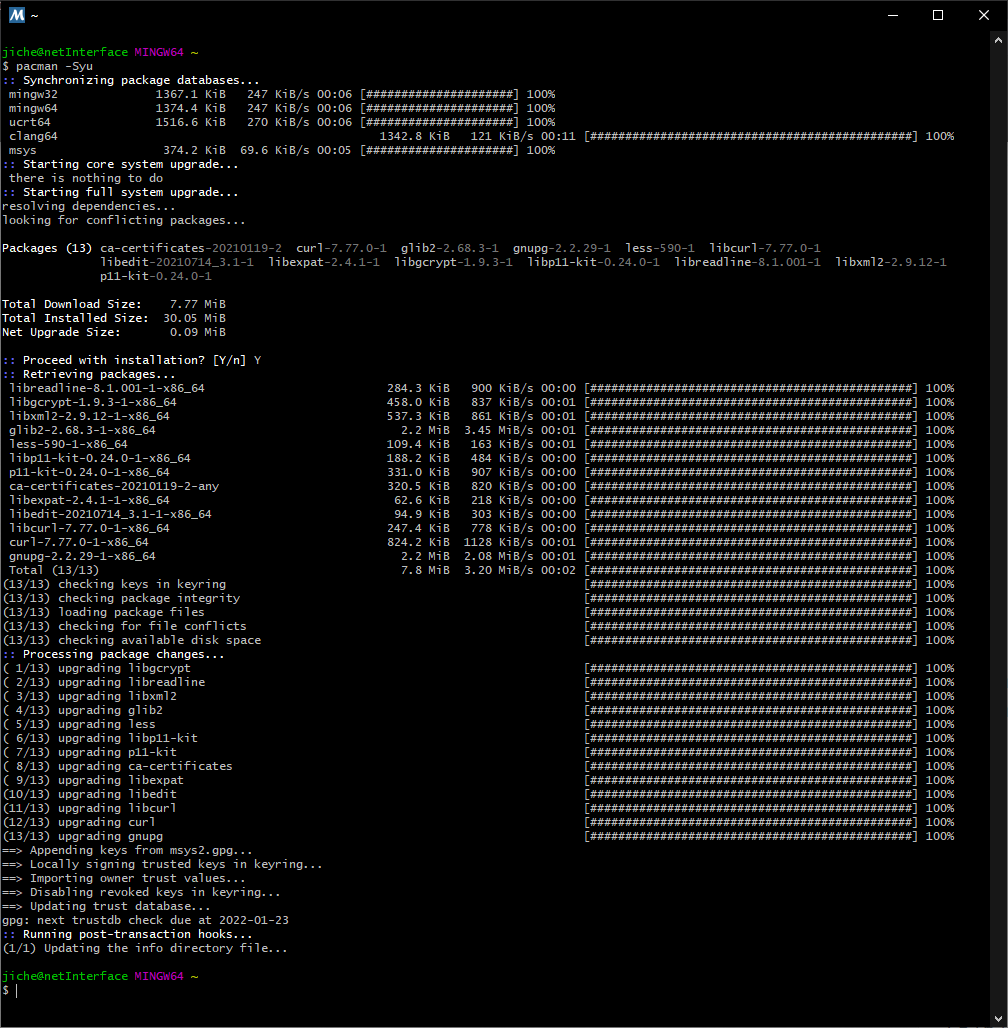 M ~
jiche@netInterface MINGW64 ~
$ pacman -Syu
:: Synchronizing package databases...
 mingw32              1367.1 KiB   247 KiB/s 00:06 [#####################] 100%
 mingw64              1374.4 KiB   247 KiB/s 00:06 [#####################] 100%
 ucrt64               1516.6 KiB   270 KiB/s 00:06 [#####################] 100%
 clang64                                              1342.8 KiB   121 KiB/s 00:11 [##############################################] 100%
 msys                  374.2 KiB  69.6 KiB/s 00:05 [#####################] 100%
:: Starting core system upgrade...
 there is nothing to do
:: Starting full system upgrade...
resolving dependencies...
looking for conflicting packages...

Packages (13) ca-certificates-20210119-2  curl-7.77.0-1  glib2-2.68.3-1  gnupg-2.2.29-1  less-590-1  libcurl-7.77.0-1
              libedit-20210714_3.1-1  libexpat-2.4.1-1  libgcrypt-1.9.3-1  libp11-kit-0.24.0-1  libreadline-8.1.001-1  libxml2-2.9.12-1
              p11-kit-0.24.0-1

Total Download Size:    7.77 MiB
Total Installed Size:  30.05 MiB
Net Upgrade Size:       0.09 MiB

:: Proceed with installation? [Y/n] Y
:: Retrieving packages...
 libreadline-8.1.001-1-x86_64                          284.3 KiB   900 KiB/s 00:00 [##############################################] 100%
 libgcrypt-1.9.3-1-x86_64                              458.0 KiB   837 KiB/s 00:01 [##############################################] 100%
 libxml2-2.9.12-1-x86_64                               537.3 KiB   861 KiB/s 00:01 [##############################################] 100%
 glib2-2.68.3-1-x86_64                                   2.2 MiB  3.45 MiB/s 00:01 [##############################################] 100%
 less-590-1-x86_64                                     109.4 KiB   163 KiB/s 00:01 [##############################################] 100%
 libp11-kit-0.24.0-1-x86_64                            188.2 KiB   484 KiB/s 00:00 [##############################################] 100%
 p11-kit-0.24.0-1-x86_64                               331.0 KiB   907 KiB/s 00:00 [##############################################] 100%
 ca-certificates-20210119-2-any                        320.5 KiB   820 KiB/s 00:00 [##############################################] 100%
 libexpat-2.4.1-1-x86_64                                62.6 KiB   218 KiB/s 00:00 [##############################################] 100%
 libedit-20210714_3.1-1-x86_64                          94.9 KiB   303 KiB/s 00:00 [##############################################] 100%
 libcurl-7.77.0-1-x86_64                               247.4 KiB   778 KiB/s 00:00 [##############################################] 100%
 curl-7.77.0-1-x86_64                                  824.2 KiB  1128 KiB/s 00:01 [##############################################] 100%
 gnupg-2.2.29-1-x86_64                                   2.2 MiB  2.08 MiB/s 00:01 [##############################################] 100%
 Total (13/13)                                           7.8 MiB  3.20 MiB/s 00:02 [##############################################] 100%
(13/13) checking keys in keyring                                                   [##############################################] 100%
(13/13) checking package integrity                                                 [##############################################] 100%
(13/13) loading package files                                                      [##############################################] 100%
(13/13) checking for file conflicts                                                [##############################################] 100%
(13/13) checking available disk space                                              [##############################################] 100%
:: Processing package changes...
( 1/13) upgrading libgcrypt                                                        [##############################################] 100%
( 2/13) upgrading libreadline                                                      [##############################################] 100%
( 3/13) upgrading libxml2                                                          [##############################################] 100%
( 4/13) upgrading glib2                                                            [##############################################] 100%
( 5/13) upgrading less                                                             [##############################################] 100%
( 6/13) upgrading libp11-kit                                                       [##############################################] 100%
( 7/13) upgrading p11-kit                                                          [##############################################] 100%
( 8/13) upgrading ca-certificates                                                  [##############################################] 100%
( 9/13) upgrading libexpat                                                         [##############################################] 100%
(10/13) upgrading libedit                                                          [##############################################] 100%
(11/13) upgrading libcurl                                                          [##############################################] 100%
(12/13) upgrading curl                                                             [##############################################] 100%
(13/13) upgrading gnupg                                                            [##############################################] 100%
==> Appending keys from msys2.gpg...
==> Locally signing trusted keys in keyring...
==> Importing owner trust values...
==> Disabling revoked keys in keyring...
==> Updating trust database...
gpg: next trustdb check due at 2022-01-23
:: Running post-transaction hooks...
(1/1) Updating the info directory file...

jiche@netInterface MINGW64 ~
$